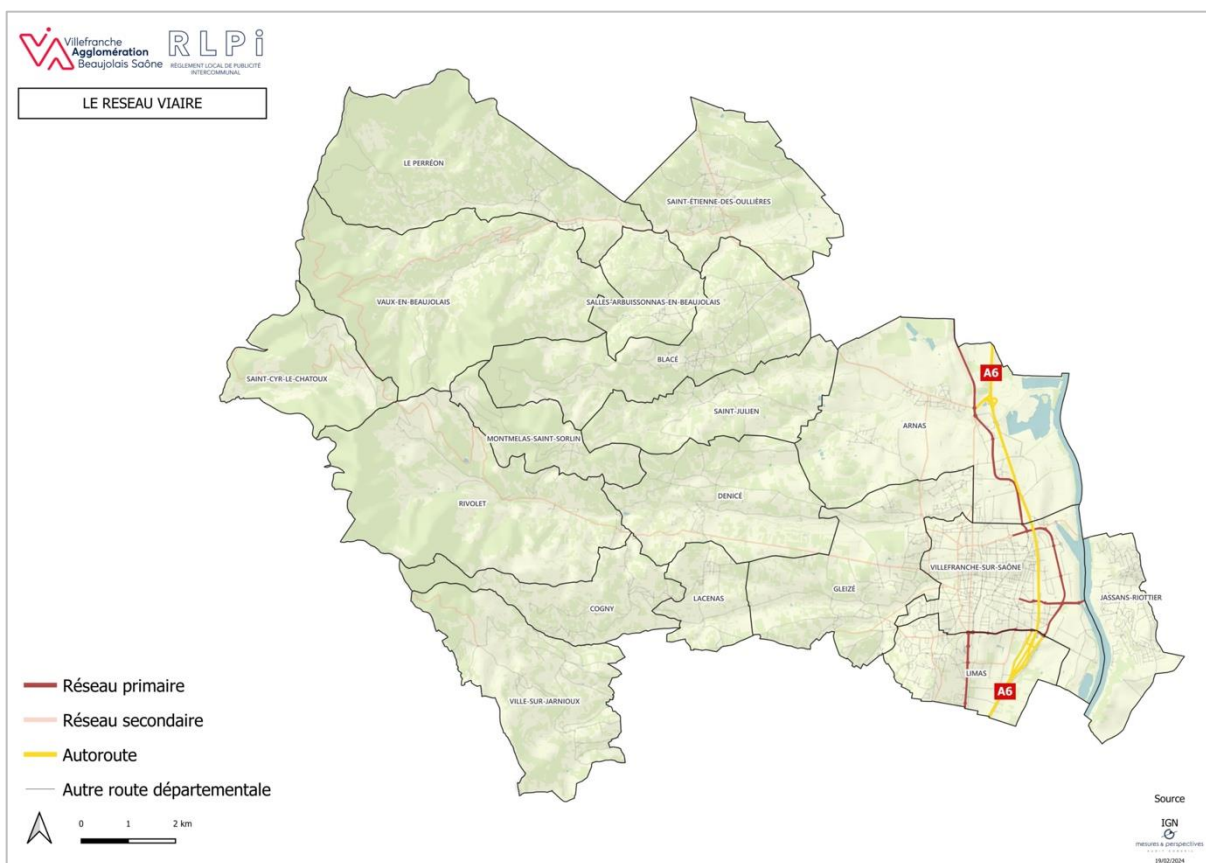 Villefranche
Agglomération
Beaujolais Saône
RLPi
RÈGLEMENT LOCAL DE PUBLICITÉ
INTERCOMMUNAL
LE RESEAU VIAIRE
LE PERRÉON
SAINT-ÉTIENNE-DES-OULLIÈRES
VAUX-EN-BEAUJOLAIS
SALLES-ARBUISSONNAS-EN-BEAUJOLAIS
BLACÉ
SAINT-CYR-LE-CHATOUX
A6
SAINT-JULIEN
ARNAS
MONTMELAS-SAINT-SORLIN
DENICÉ
RIVOLET
VILLEFRANCHE-SUR-SAÔNE
GLEIZÉ
JASSANS-RIOTTIER
LACENAS
COGNY
LIMAS
A6
VILLE-SUR-JARNIOUX
Réseau primaire
Réseau secondaire
Autoroute
Autre route départementale
0 1 2 km
Source
IGN
mesures & perspectives
19/02/2024